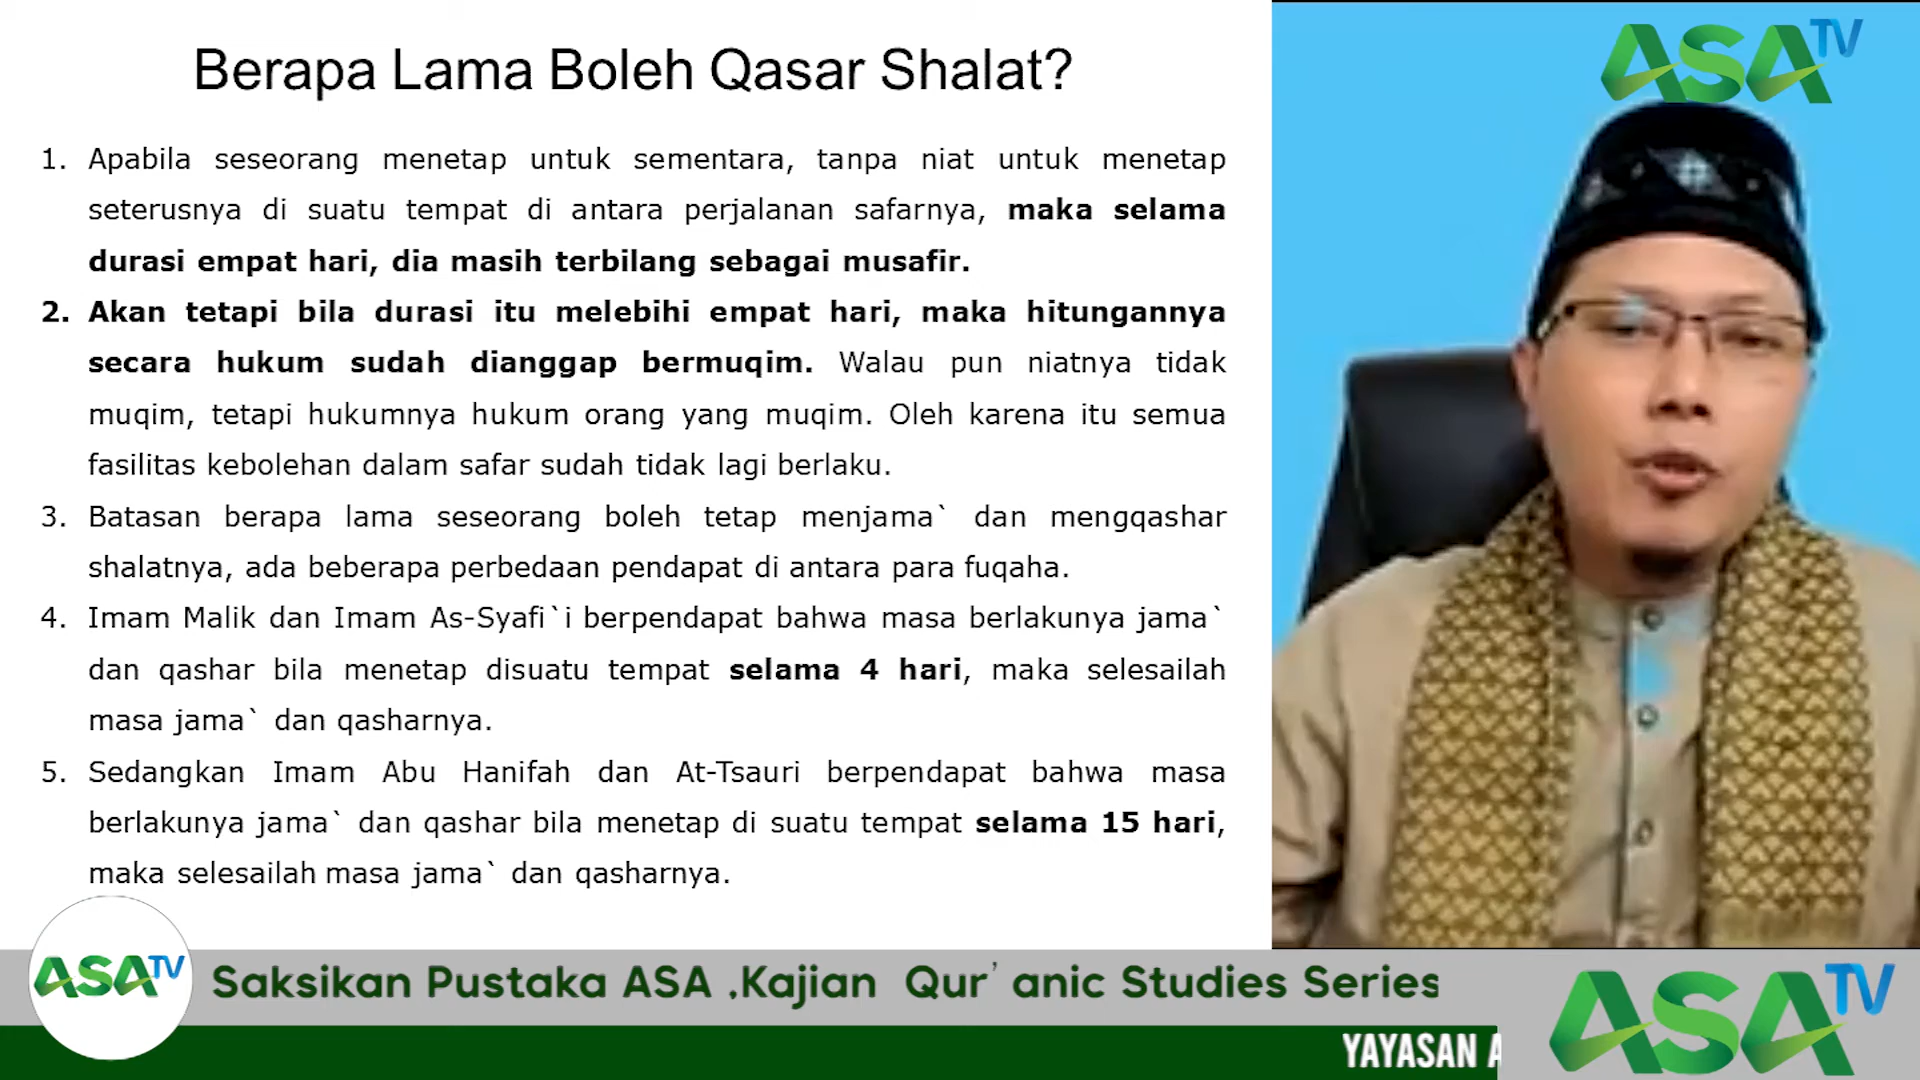 Berapa Lama Boleh Qasar Shalat?
1. Apabila seseorang menetap untuk sementara, tanpa niat untuk menetap
seterusnya di suatu tempat di antara perjalanan safarnya, maka selama
durasi empat hari, dia masih terbilang sebagai musafir.
2. Akan tetapi bila durasi itu melebihi empat hari, maka hitungannya
secara hukum sudah dianggap bermuqim. Walau pun niatnya tidak
muqim, tetapi hukumnya hukum orang yang muqim. Oleh karena itu semua
fasilitas kebolehan dalam safar sudah tidak lagi berlaku.
3. Batasan berapa lama seseorang boleh tetap menjama` dan mengqashar
shalatnya, ada beberapa perbedaan pendapat di antara para fuqaha.
4. Imam Malik dan Imam As-Syafi`i berpendapat bahwa masa berlakunya jama`
dan qashar bila menetap disuatu tempat selama 4 hari, maka selesailah
masa jama` dan qasharnya.
5. Sedangkan Imam Abu Hanifah dan At-Tsauri berpendapat bahwa masa
berlakunya jama` dan qashar bila menetap di suatu tempat selama 15 hari,
maka selesailah masa jama` dan qasharnya.
ASA TV
ASA TV
Saksikan Pustaka ASA ,Kajian Qur' anic Studies Series
YAYASAN A
ASA TV